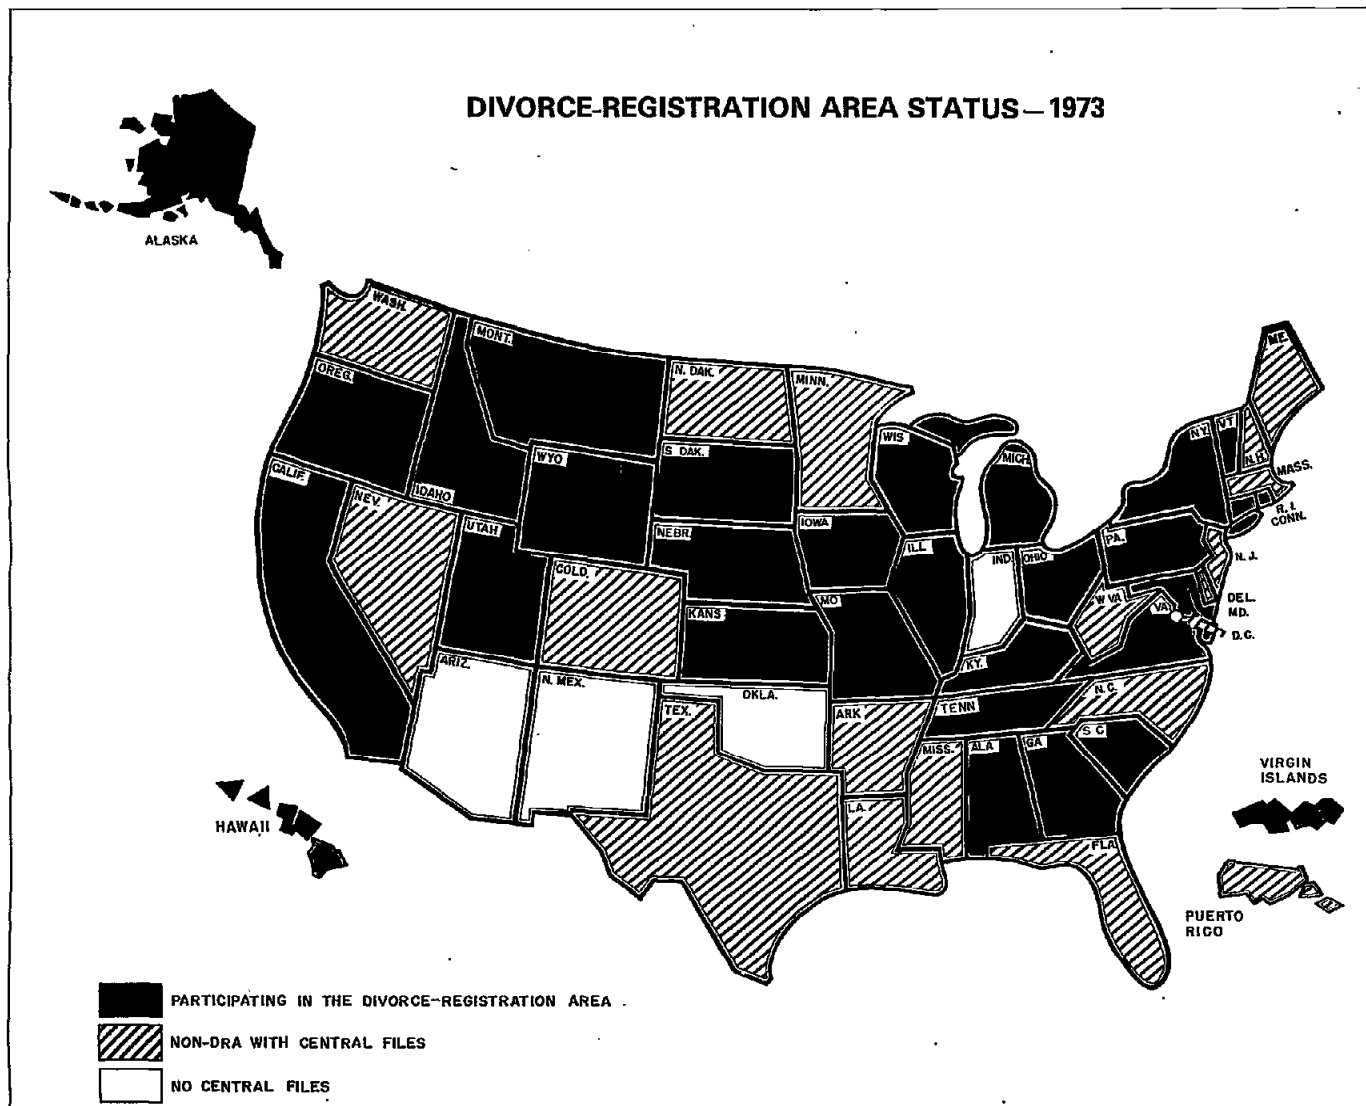 DIVORCE-REGISTRATION AREA STATUS—1973
ALASKA
WASH.
MONT.
N. DAK.
MINN.
ME.
OREG.
WIS
MICH.
N.Y.
VT
N.H.
MASS.
R. I.
CONN.
CALIF.
IDAHO
WYO
S DAK.
NEV.
UTAH
NEBR.
IOWA
ILL
IND.
OHIO
PA.
N. J.
COLO.
KANS
MO
W VA
VA.
DEL.
MD.
D.C.
ARIZ.
N. MEX.
OKLA.
KY.
TEX.
ARK
TENN
N.C.
S C
MISS.
ALA
GA
LA.
FLA
HAWAII
VIRGIN
ISLANDS
PUERTO
RICO
PARTICIPATING IN THE DIVORCE-REGISTRATION AREA
NON-DRA WITH CENTRAL FILES
NO CENTRAL FILES